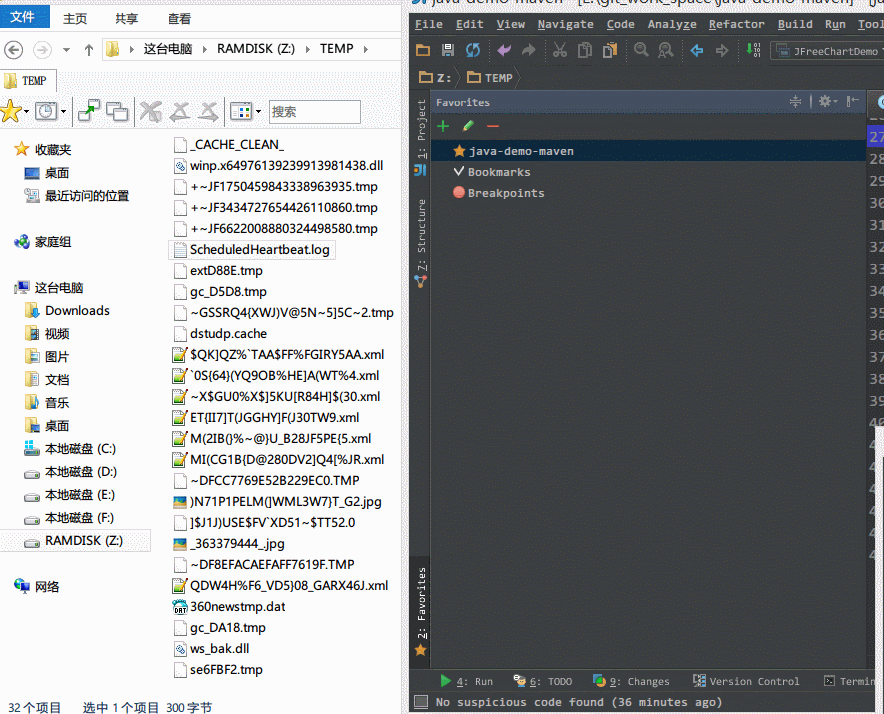 文件 主页 共享 查看
这台电脑 RAMDISK (Z:) TEMP
TEMP
搜索
收藏夹
桌面
最近访问的位置
家庭组
这台电脑
Downloads
视频
图片
文档
音乐
桌面
本地磁盘 (C:)
本地磁盘 (D:)
本地磁盘 (E:)
本地磁盘 (F:)
RAMDISK (Z:)
网络
_CACHE_CLEAN_
winp.x64976139239913981438.dll
+~JF1750459843338963935.tmp
+~JF3434727654426110860.tmp
+~JF6622008880324498580.tmp
ScheduledHeartbeat.log
extD88E.tmp
gc_D5D8.tmp
~GSSRQ4{XWJ)V@5N~5]5C~2.tmp
dstudp.cache
$QK]QZ%`TAA$FF%FGIRY5AA.xml
`0S{64}(YQ9OB%HE]A(WT%4.xml
~X$GU0%X$]5KU[R84H]$(30.xml
ET{II7]T(JGGHY]F(J30TW9.xml
M(2IB(}%~@}U_B28JF5PE{5.xml
MI(CG1B{D@280DV2]Q4[%JR.xml
~DFCC7769E52B229EC0.TMP
)N71P1PELM(]WML3W7}T_G2.jpg
]$J1J)USE$FV`XD51~$TT52.0
_363379444_.jpg
~DF8EFACAEFAFF7619F.TMP
QDW4H%F6_VD5}08_GARX46J.xml
360newstmp.dat
gc_DA18.tmp
ws_bak.dll
se6FBF2.tmp
32 个项目 选中 1 个项目 300 字节
java-demo-maven - [E:\git_work_space\java-demo-maven] -
File Edit View Navigate Code Analyze Refactor Build Run Tool
JFreeChartDemo
Z: TEMP
Favorites
1: Project
7: Structure
2: Favorites
java-demo-maven
Bookmarks
Breakpoints
27
28
29
30
31
32
33
34
35
36
37
38
39
4: Run 6: TODO 9: Changes Version Control Termin
No suspicious code found (36 minutes ago)